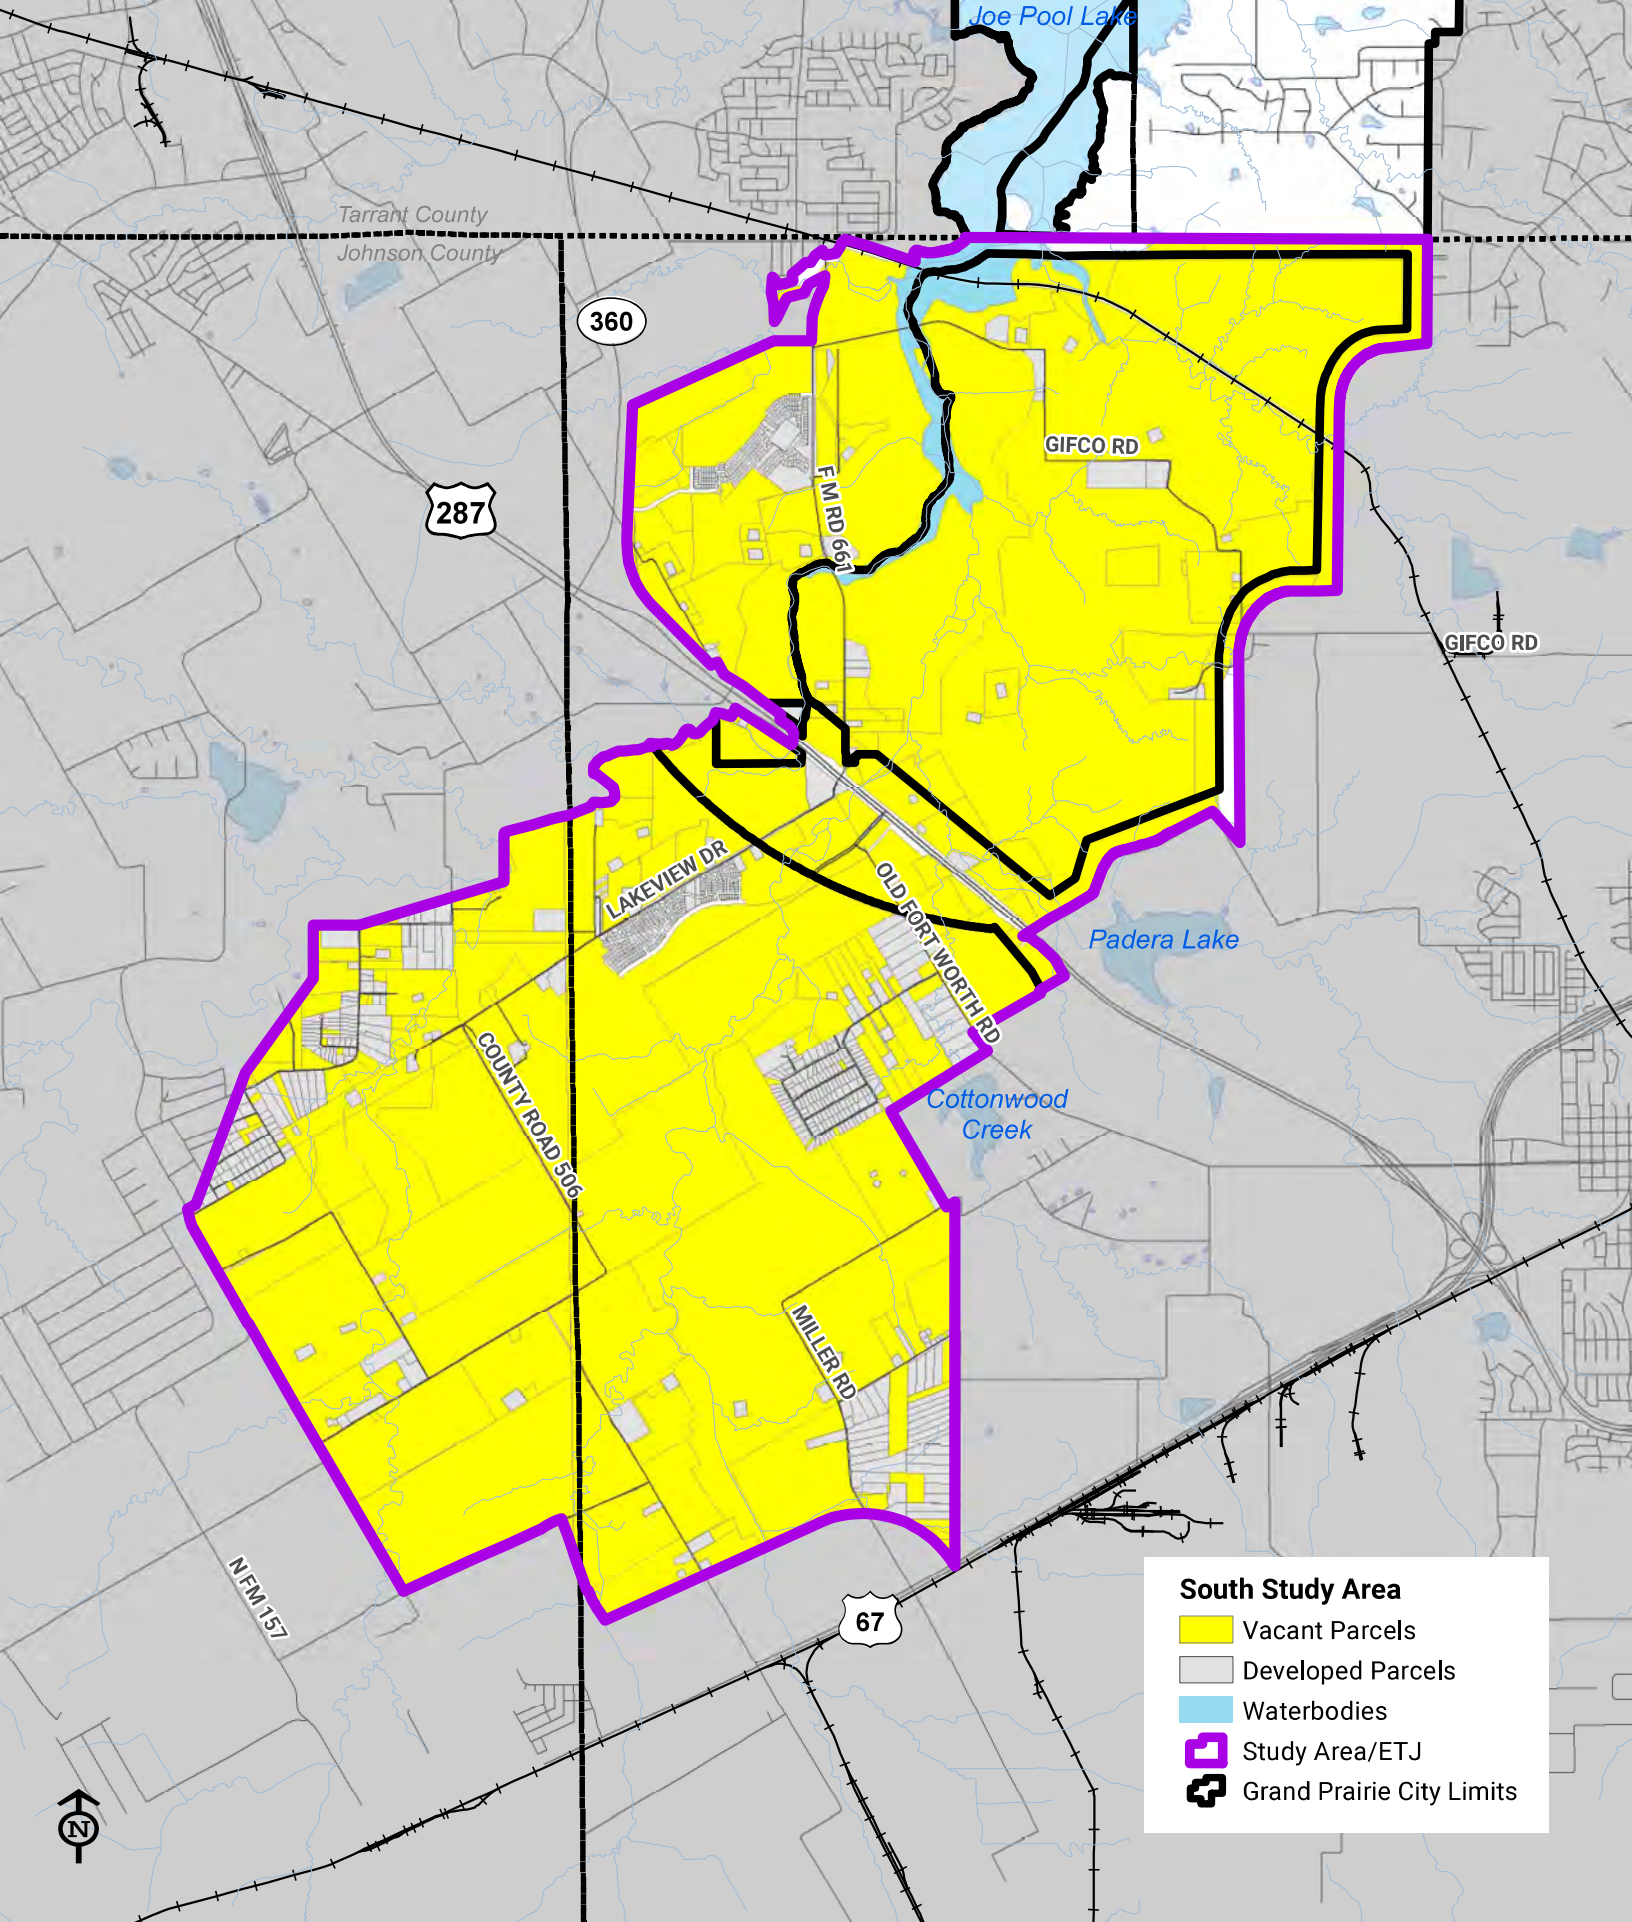 Joe Pool Lake
Tarrant County
Johnson County
360
GIFCO RD
F M RD 661
287
GIFCO RD
LAKEVIEW DR
OLD FORT WORTH RD
Padera Lake
COUNTY ROAD 506
Cottonwood
Creek
MILLER RD
N FM 157
67
South Study Area
Vacant Parcels
Developed Parcels
Waterbodies
Study Area/ETJ
Grand Prairie City Limits
N